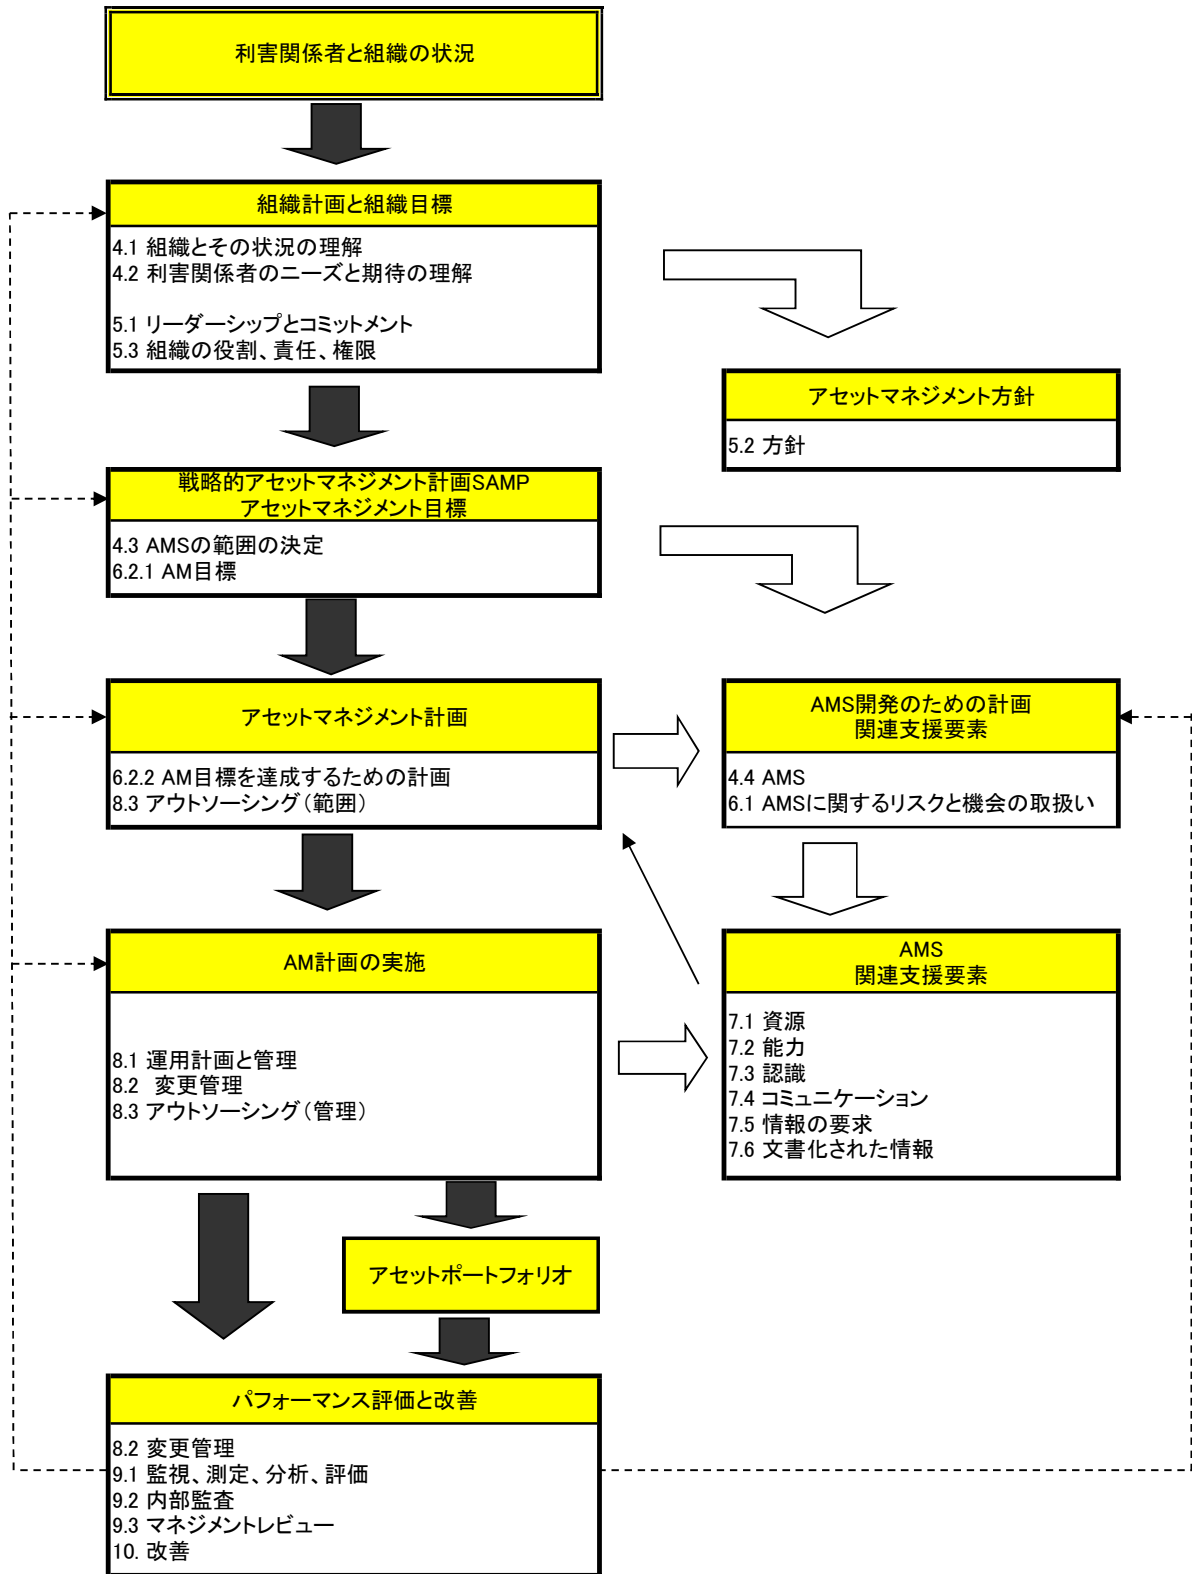 利害関係者と組織の状況
組織計画と組織目標
4.1 組織とその状況の理解
4.2 利害関係者のニーズと期待の理解
5.1 リーダーシップとコミットメント
5.3 組織の役割、責任、権限
アセットマネジメント方針
5.2 方針
戦略的アセットマネジメント計画SAMP
アセットマネジメント目標
4.3 AMSの範囲の決定
6.2.1 AM目標
アセットマネジメント計画
6.2.2 AM目標を達成するための計画
8.3 アウトソーシング（範囲）
AMS開発のための計画
関連支援要素
4.4 AMS
6.1 AMSに関するリスクと機会の取扱い
AM計画の実施
8.1 運用計画と管理
8.2 変更管理
8.3 アウトソーシング（管理）
AMS
関連支援要素
7.1 資源
7.2 能力
7.3 認識
7.4 コミュニケーション
7.5 情報の要求
7.6 文書化された情報
アセットポートフォリオ
パフォーマンス評価と改善
8.2 変更管理
9.1 監視、測定、分析、評価
9.2 内部監査
9.3 マネジメントレビュー
10. 改善